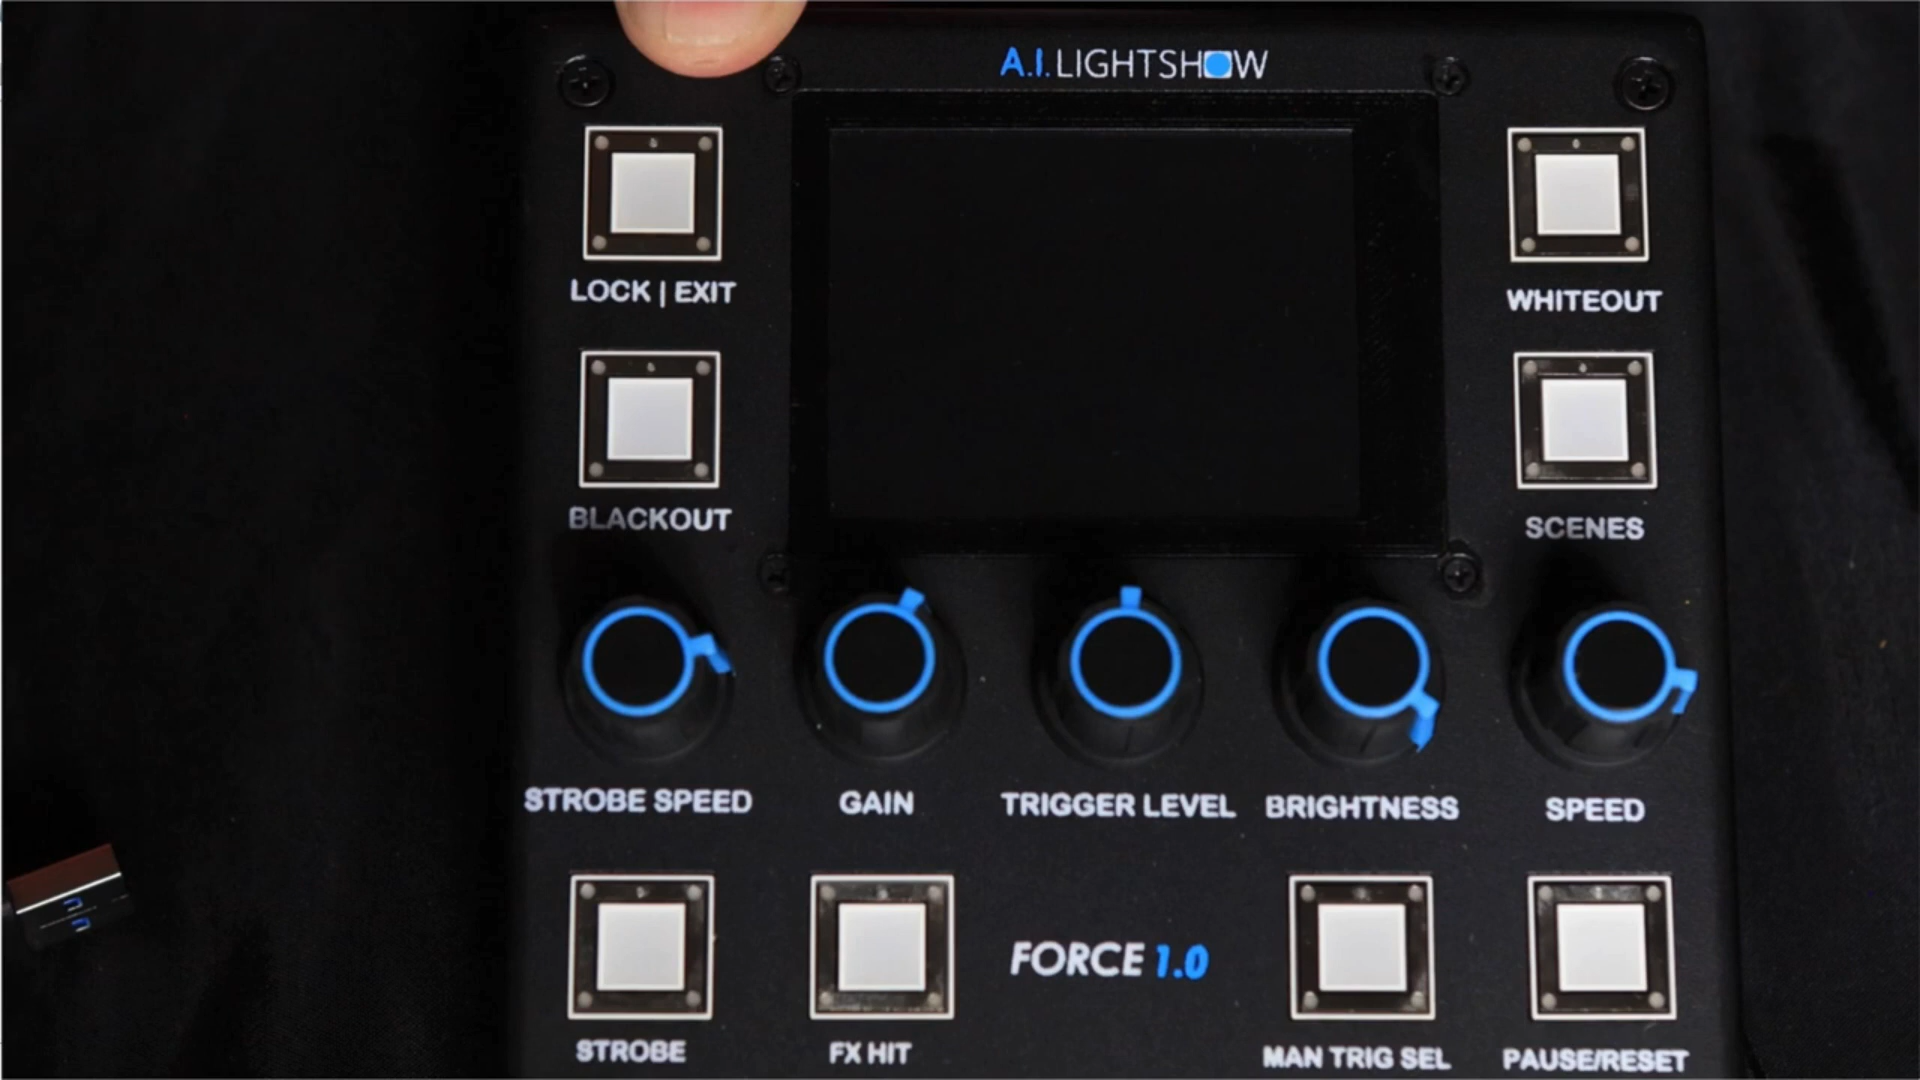 A.I. LIGHTSHOW
LOCK | EXIT
WHITEOUT
BLACKOUT
SCENES
STROBE SPEED
GAIN
TRIGGER LEVEL
BRIGHTNESS
SPEED
FORCE 1.0
STROBE
FX HIT
MAN TRIG SEL
PAUSE/RESET